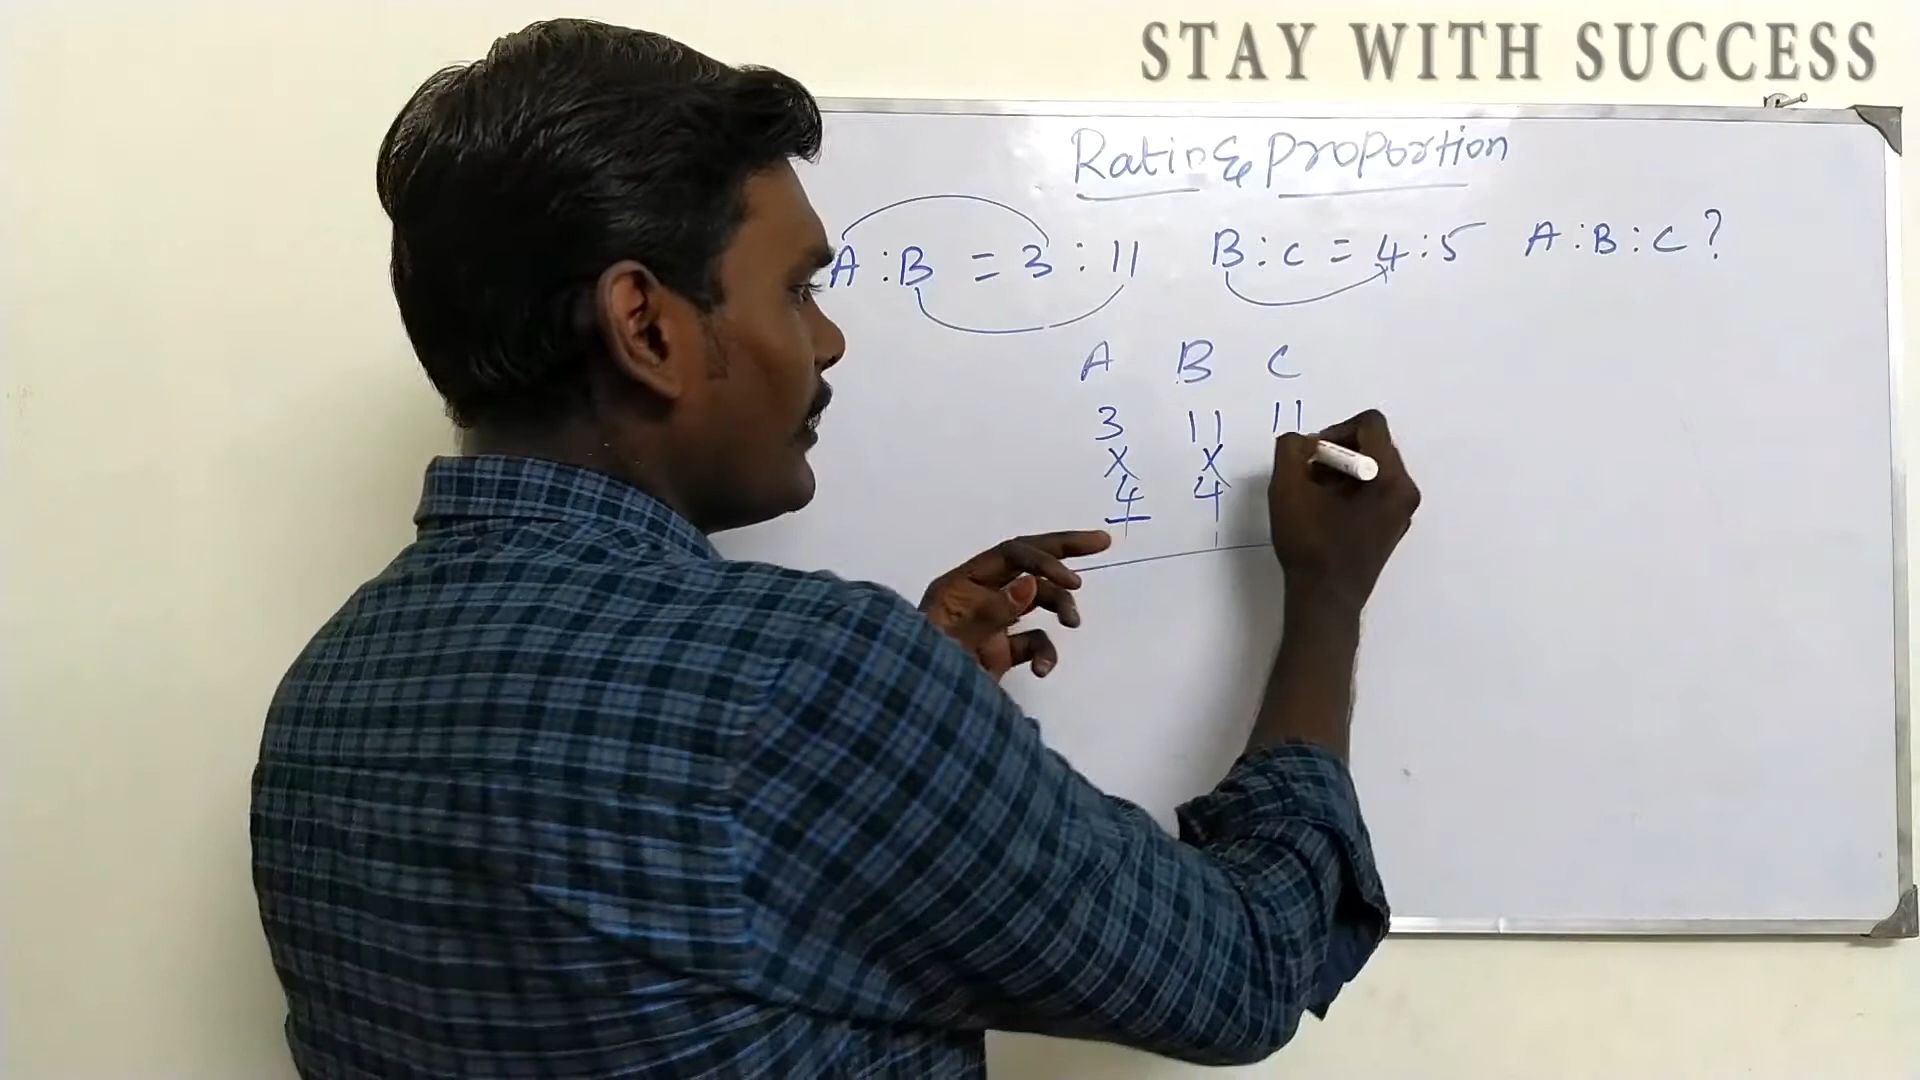 STAY WITH SUCCESS
Ratio & Proportion
A : B = 3 : 11 B : C = 4 : 5 A : B : C ?
A B C
3 11 11
X X
4 4